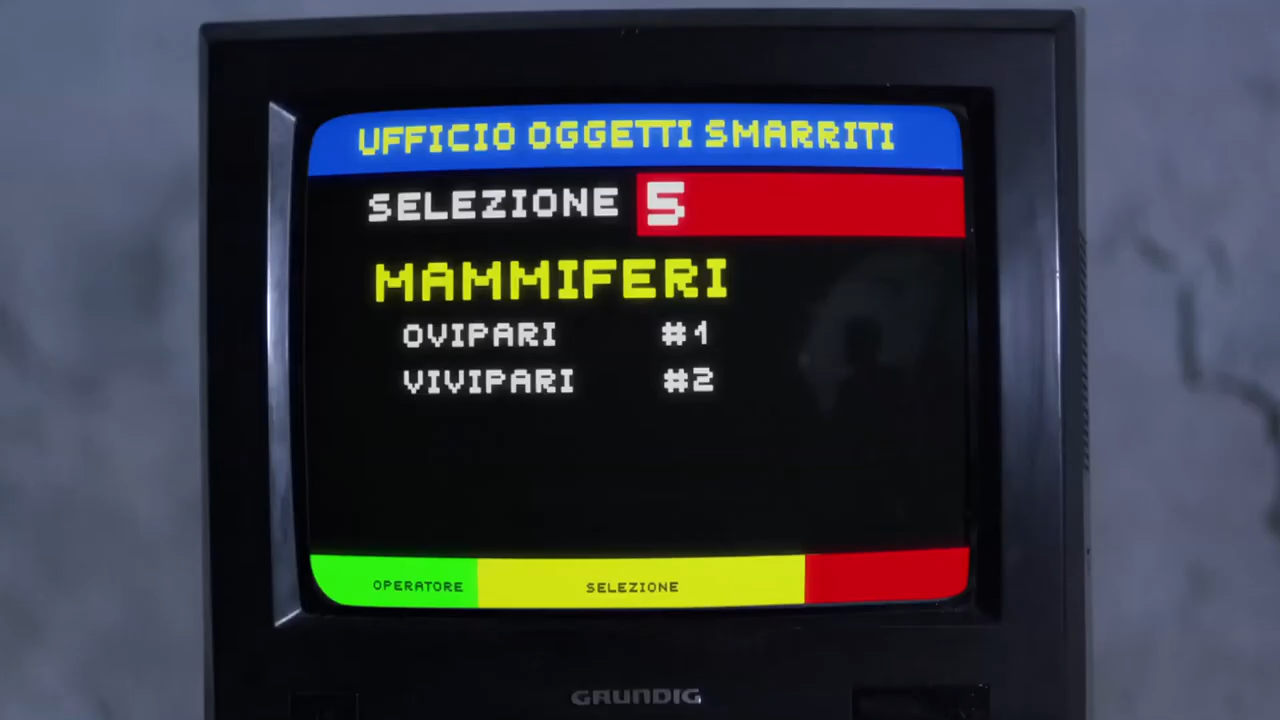 UFFICIO OGGETTI SMARRITI
SELEZIONE 5
MAMMIFERI
OVIPARI #1
VIVIPARI #2
OPERATORE SELEZIONE
GRUNDIG